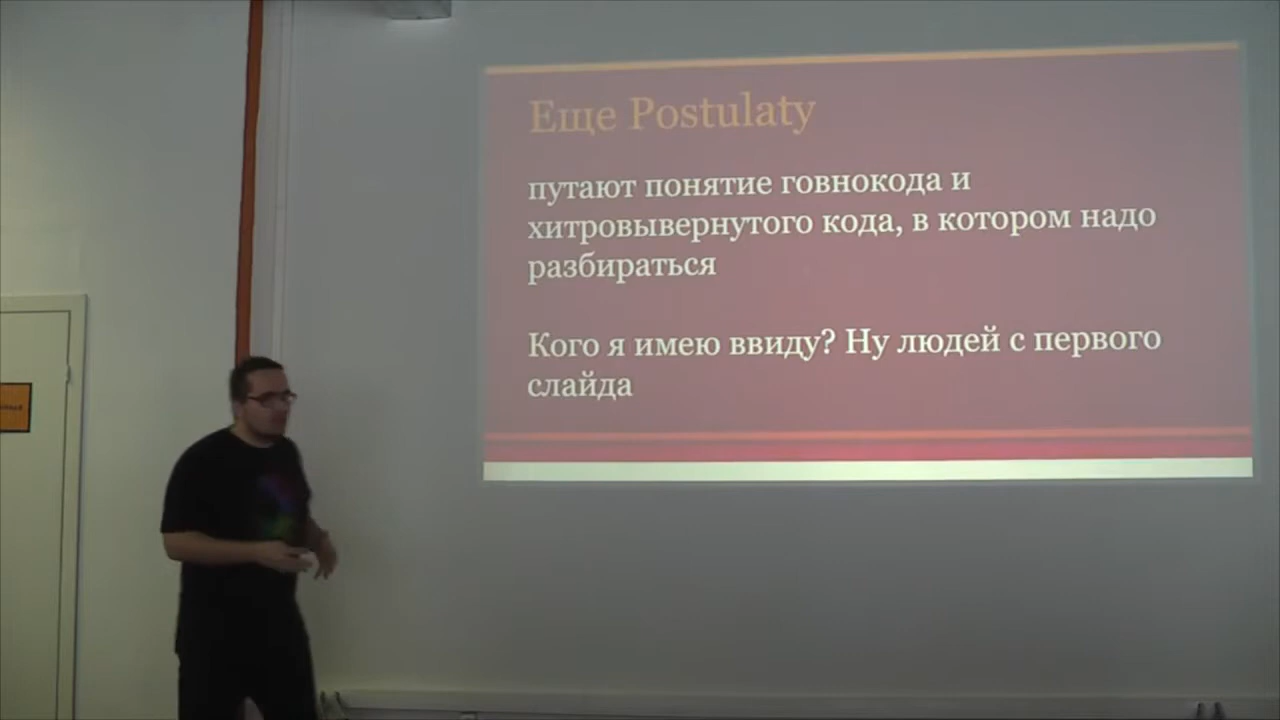 Еще Postulaty
путают понятие говнокода и
хитровывернутого кода, в котором надо
разбираться
Кого я имею ввиду? Ну людей с первого
слайда